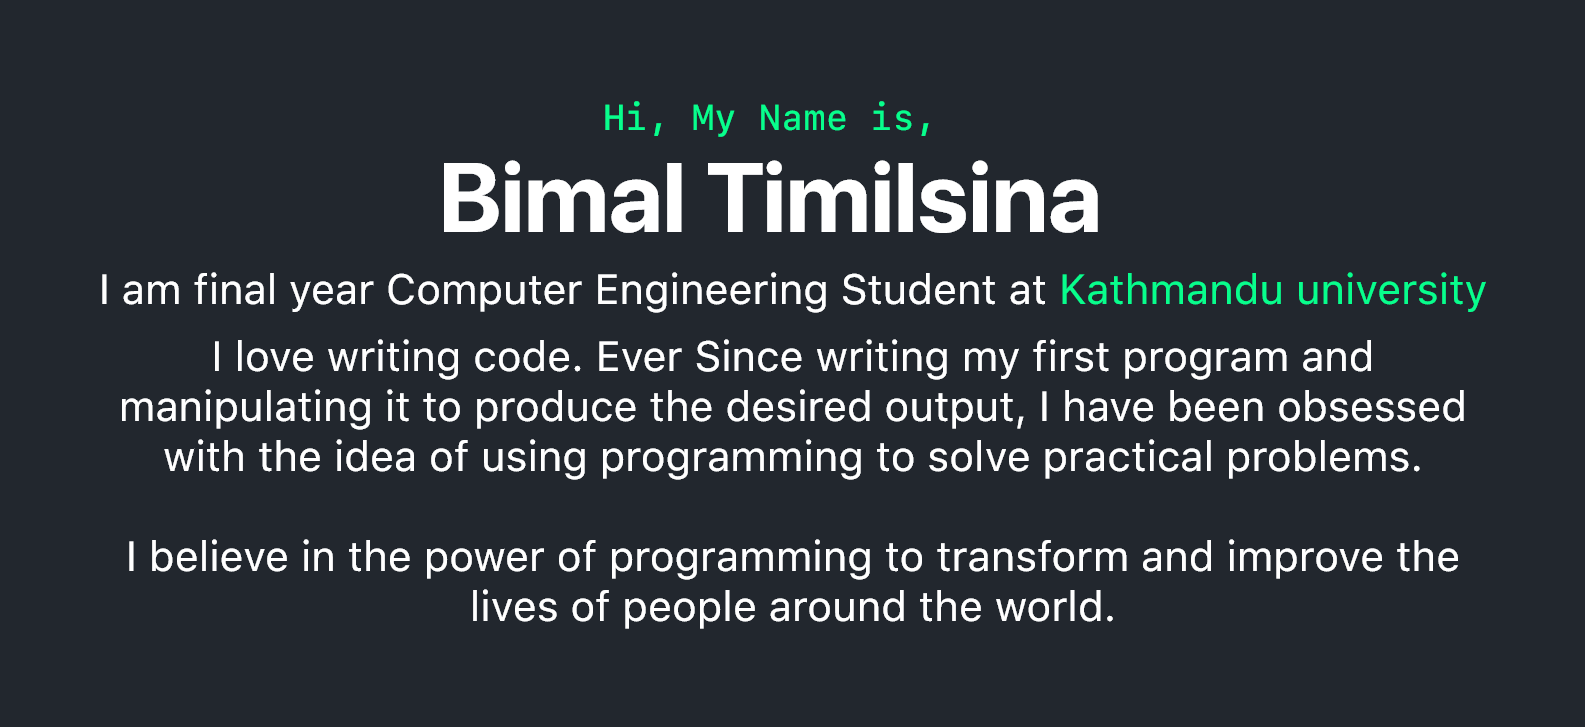 Hi, My Name is,
Bimal Timilsina
I am final year Computer Engineering Student at Kathmandu university
I love writing code. Ever Since writing my first program and
manipulating it to produce the desired output, I have been obsessed
with the idea of using programming to solve practical problems.
I believe in the power of programming to transform and improve the
lives of people around the world.